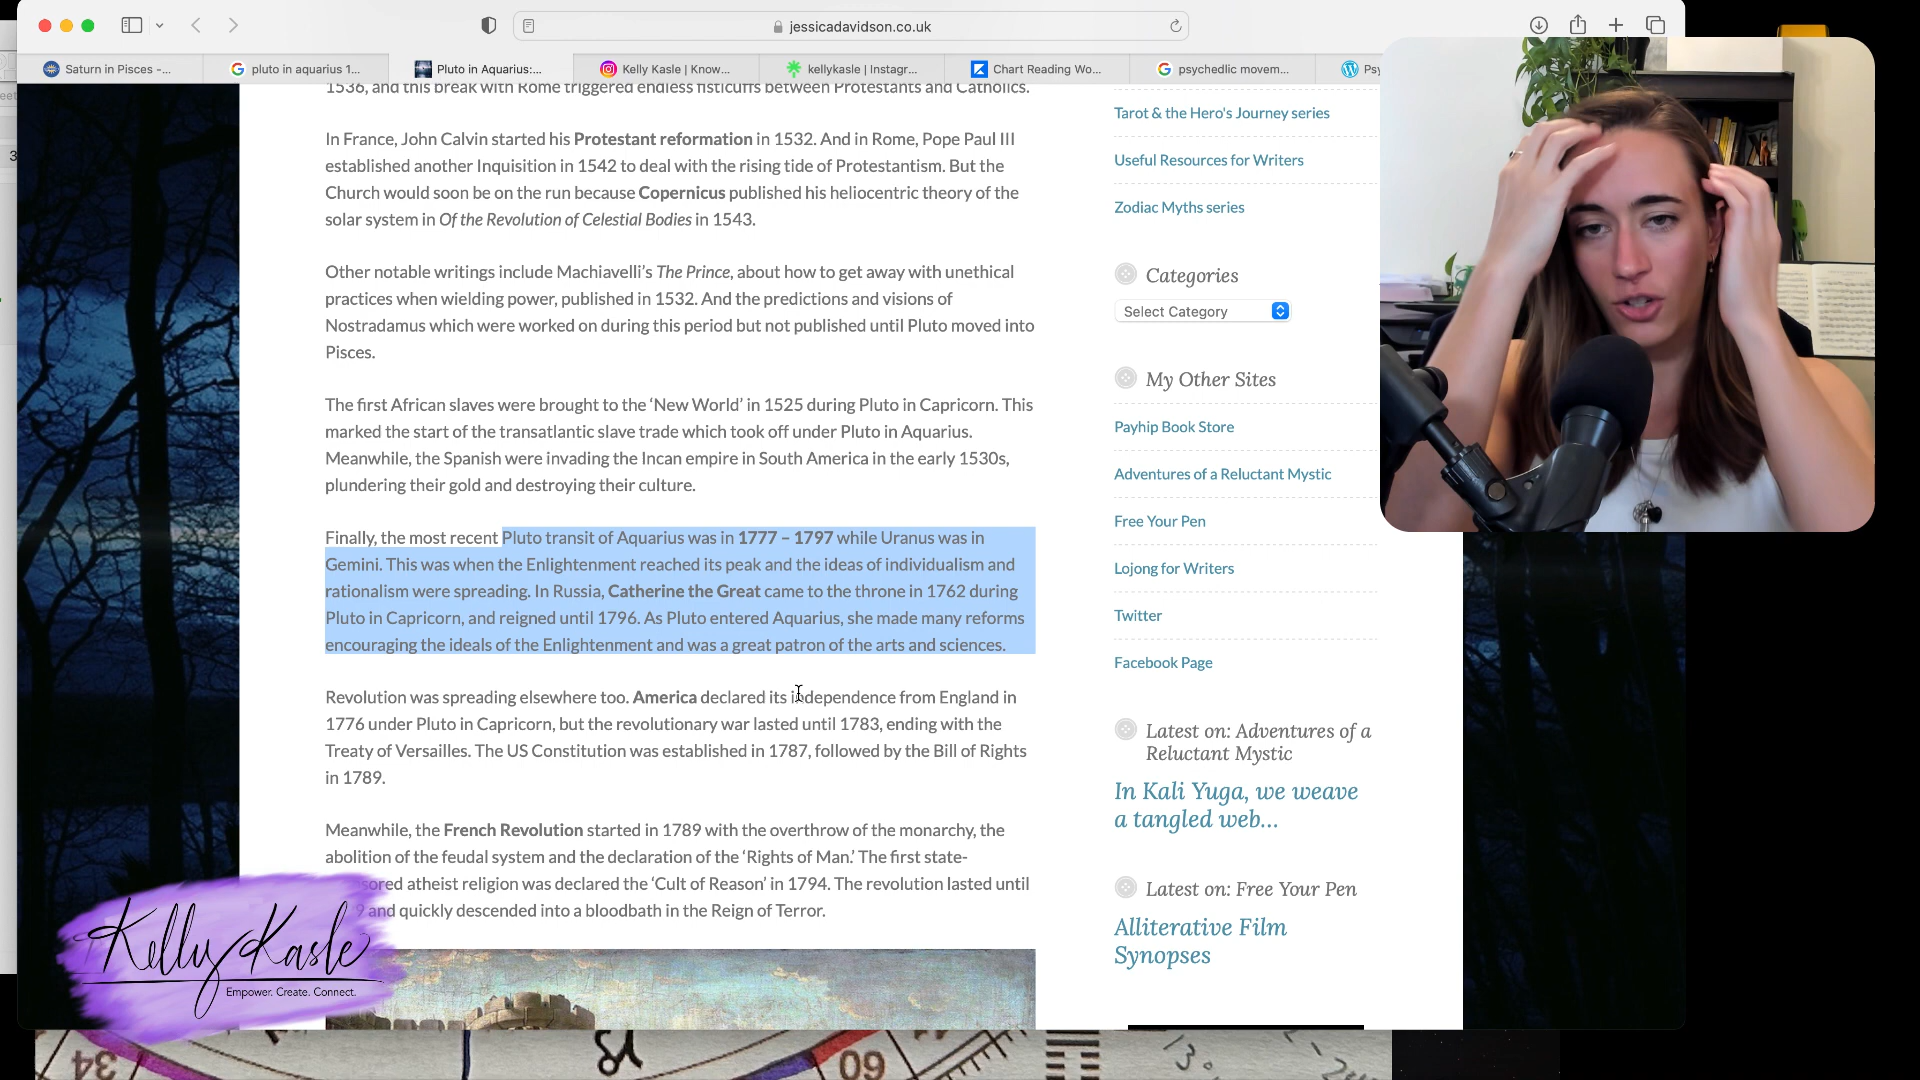 jessicadavidson.co.uk
Saturn in Pisces -...
pluto in aquarius 1...
Pluto in Aquarius:...
Kelly Kasle | Know...
kellykasle | Instagr...
Chart Reading Wo...
psychedlic movem...
Psy
1536, and this break with Rome triggered endless fisticuffs between Protestants and Catholics.
In France, John Calvin started his Protestant reformation in 1532. And in Rome, Pope Paul III
established another Inquisition in 1542 to deal with the rising tide of Protestantism. But the
Church would soon be on the run because Copernicus published his heliocentric theory of the
solar system in Of the Revolution of Celestial Bodies in 1543.
Other notable writings include Machiavelli’s The Prince, about how to get away with unethical
practices when wielding power, published in 1532. And the predictions and visions of
Nostradamus which were worked on during this period but not published until Pluto moved into
Pisces.
The first African slaves were brought to the ‘New World’ in 1525 during Pluto in Capricorn. This
marked the start of the transatlantic slave trade which took off under Pluto in Aquarius.
Meanwhile, the Spanish were invading the Incan empire in South America in the early 1530s,
plundering their gold and destroying their culture.
Finally, the most recent Pluto transit of Aquarius was in 1777 – 1797 while Uranus was in
Gemini. This was when the Enlightenment reached its peak and the ideas of individualism and
rationalism were spreading. In Russia, Catherine the Great came to the throne in 1762 during
Pluto in Capricorn, and reigned until 1796. As Pluto entered Aquarius, she made many reforms
encouraging the ideals of the Enlightenment and was a great patron of the arts and sciences.
Revolution was spreading elsewhere too. America declared its independence from England in
1776 under Pluto in Capricorn, but the revolutionary war lasted until 1783, ending with the
Treaty of Versailles. The US Constitution was established in 1787, followed by the Bill of Rights
in 1789.
Meanwhile, the French Revolution started in 1789 with the overthrow of the monarchy, the
abolition of the feudal system and the declaration of the ‘Rights of Man.’ The first state-
sored atheist religion was declared the ‘Cult of Reason’ in 1794. The revolution lasted until
9 and quickly descended into a bloodbath in the Reign of Terror.
Tarot & the Hero's Journey series
Useful Resources for Writers
Zodiac Myths series
Categories
Select Category
My Other Sites
Payhip Book Store
Adventures of a Reluctant Mystic
Free Your Pen
Lojong for Writers
Twitter
Facebook Page
Latest on: Adventures of a
Reluctant Mystic
In Kali Yuga, we weave
a tangled web...
Latest on: Free Your Pen
Alliterative Film
Synopses
Kelly Kasle
Empower. Create. Connect.
34
60
13°